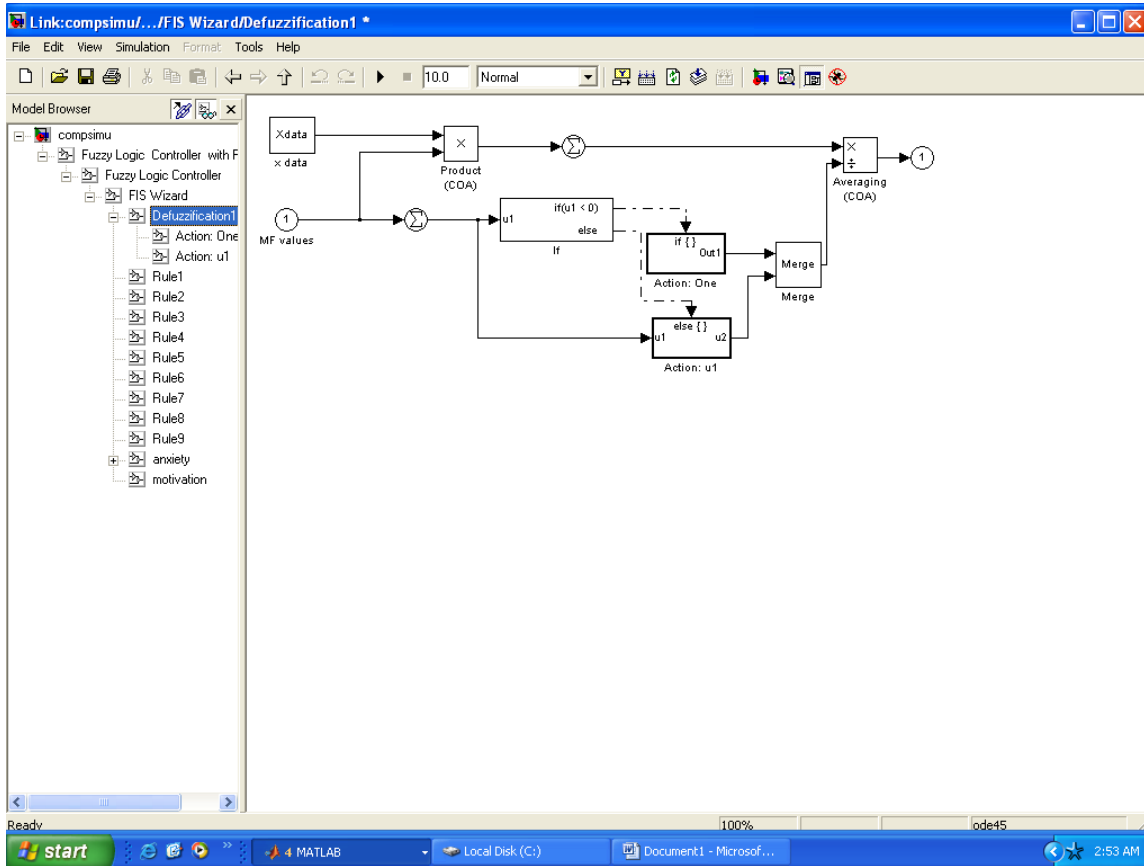 Link:compsimu/.../FIS Wizard/Defuzzification1 *
File Edit View Simulation Format Tools Help
10.0 Normal
Model Browser
compsimu
Fuzzy Logic Controller with F
Fuzzy Logic Controller
FIS Wizard
Defuzzification1
Action: One
Action: u1
Rule1
Rule2
Rule3
Rule4
Rule5
Rule6
Rule7
Rule8
Rule9
anxiety
motivation
Xdata
x data
×
Product
(COA)
Σ
×
÷
Averaging
(COA)
1
1
MF values
Σ
u1
if(u1 < 0)
else
If
if { }
Out1
Action: One
Merge
Merge
else { }
u1 u2
Action: u1
Ready 100% ode45
start 4 MATLAB Local Disk (C:) Document1 - Microsof... 2:53 AM